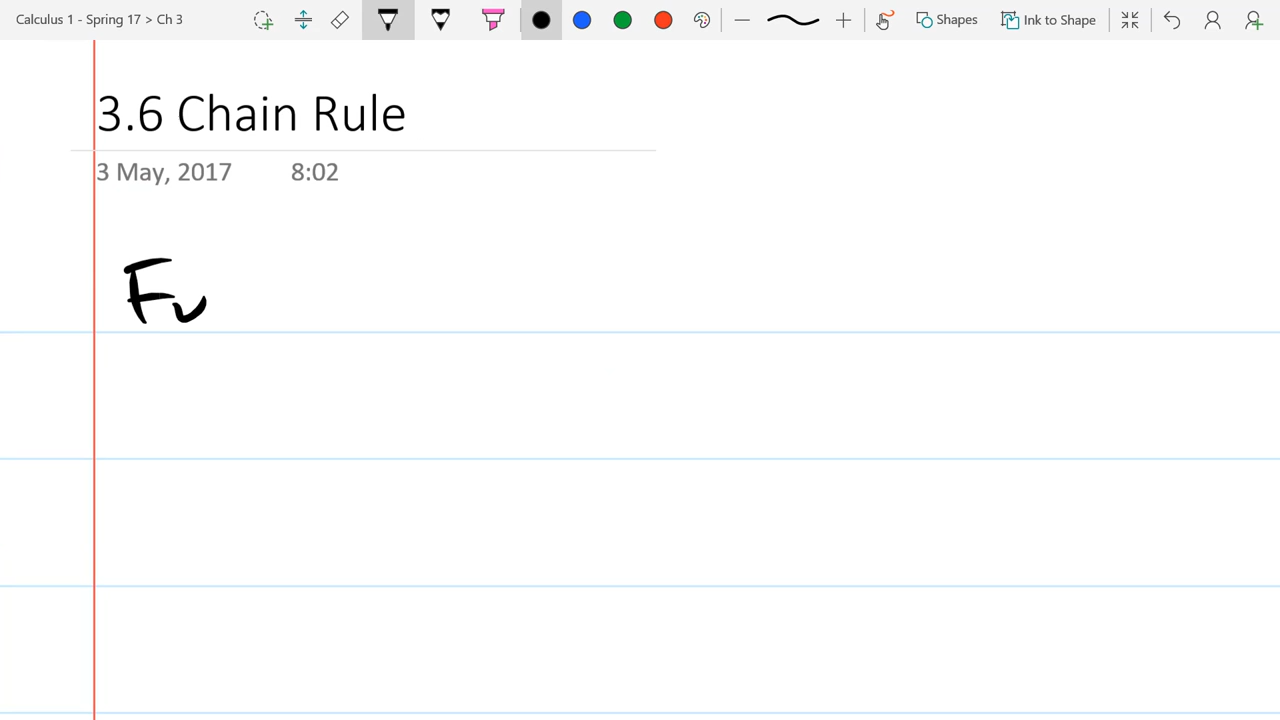 Calculus 1 - Spring 17 > Ch 3
Shapes
Ink to Shape
3.6 Chain Rule
3 May, 2017 8:02
Fu